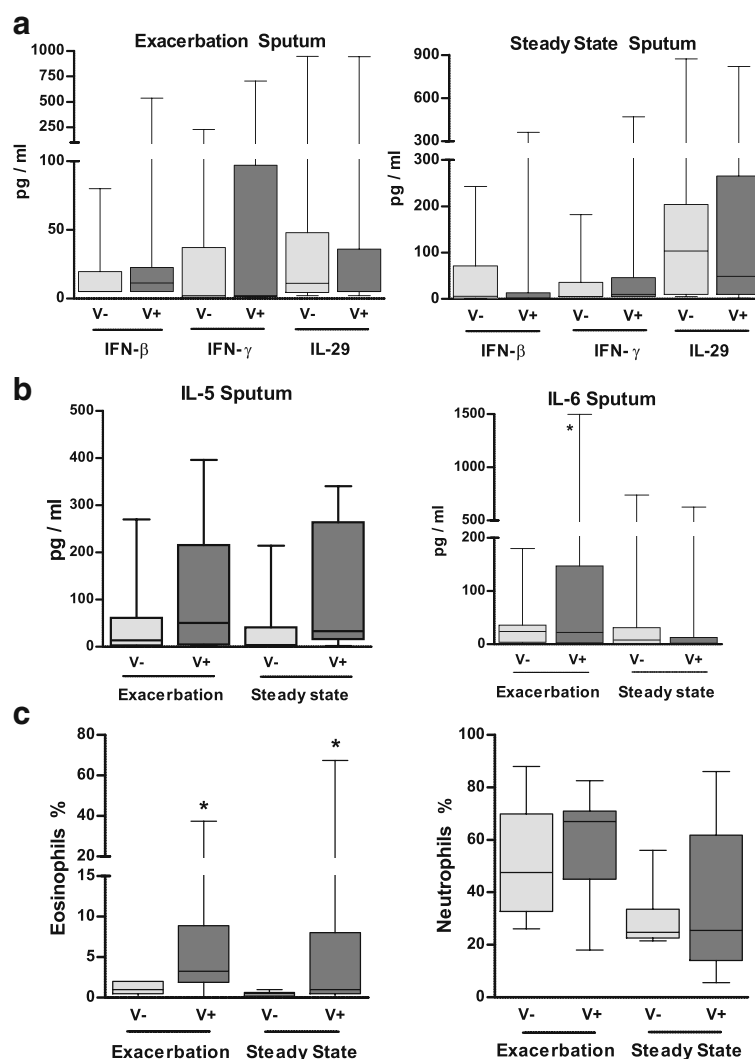 a
Exacerbation Sputum
1000
750
500
250
100
50
0
pg / ml
V- V+ V- V+ V- V+
IFN-β IFN-γ IL-29
Steady State Sputum
900
600
300
300
200
100
0
pg / ml
V- V+ V- V+ V- V+
IFN-β IFN-γ IL-29
b
IL-5 Sputum
500
400
300
200
100
0
pg / ml
V- V+ V- V+
Exacerbation Steady state
IL-6 Sputum
1500
1000
500
100
0
pg / ml
*
V- V+ V- V+
Exacerbation Steady state
c
80
60
40
20
15
10
5
0
Eosinophils %
* *
V- V+ V- V+
Exacerbation Steady State
100
80
60
40
20
0
Neutrophils %
V- V+ V- V+
Exacerbation Steady State